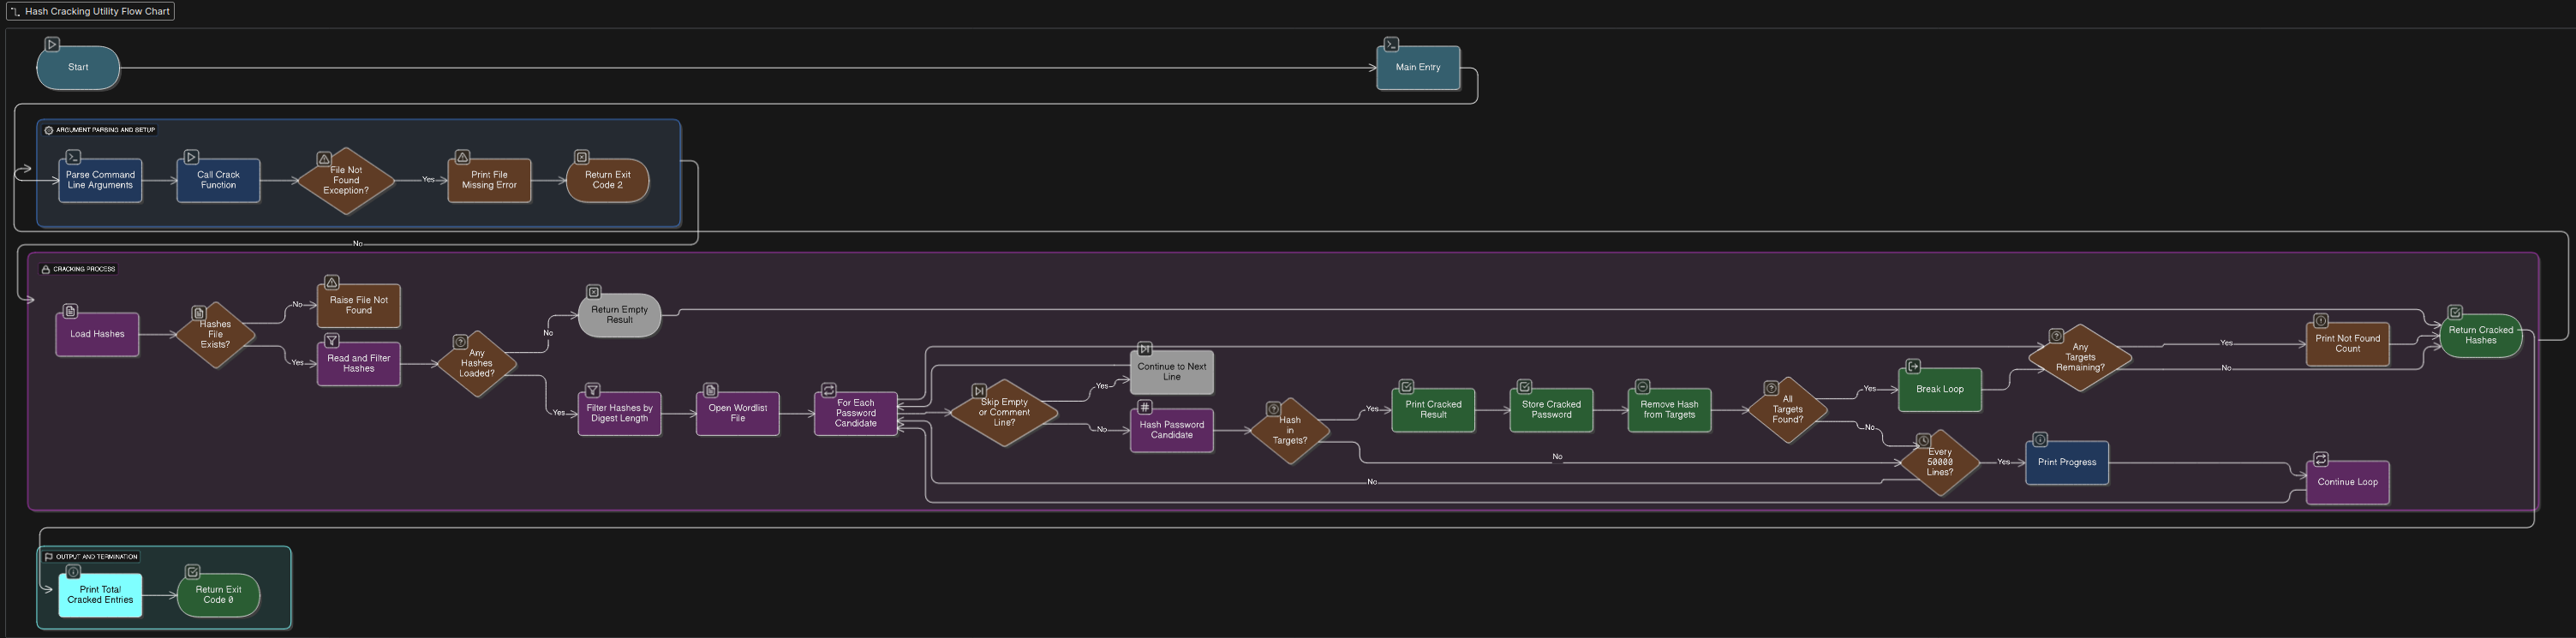 Hash Cracking Utility Flow Chart
Start
Main Entry
ARGUMENT PARSING AND SETUP
Parse Command
Line Arguments
Call Crack
Function
File Not
Found
Exception?
Yes
Print File
Missing Error
Return Exit
Code 2
No
CRACKING PROCESS
Load Hashes
Hashes
File
Exists?
No
Raise File Not
Found
Yes
Read and Filter
Hashes
Any
Hashes
Loaded?
No
Return Empty
Result
Yes
Filter Hashes by
Digest Length
Open Wordlist
File
For Each
Password
Candidate
Skip Empty
or Comment
Line?
Yes
Continue to Next
Line
No
Hash Password
Candidate
Hash
in
Targets?
Yes
Print Cracked
Result
Store Cracked
Password
Remove Hash
from Targets
All
Targets
Found?
Yes
Break Loop
No
No
Every
50000
Lines?
Yes
Print Progress
No
Continue Loop
Any
Targets
Remaining?
Yes
Print Not Found
Count
No
Return Cracked
Hashes
OUTPUT AND TERMINATION
Print Total
Cracked Entries
Return Exit
Code 0